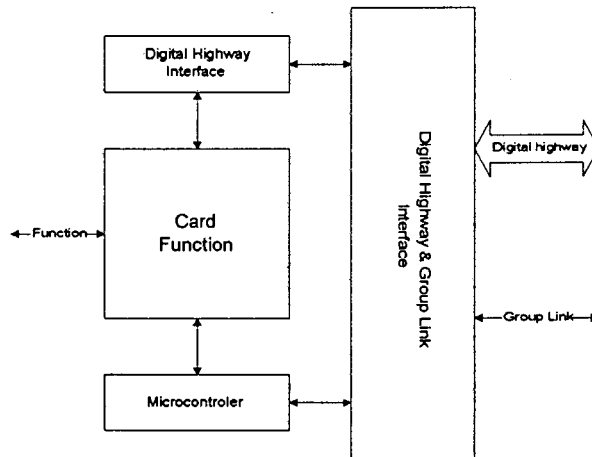 Digital Highway
Interface
Digital Highway & Group Link
Interface
Digital highway
Function
Card
Function
Group Link
Microcontroler